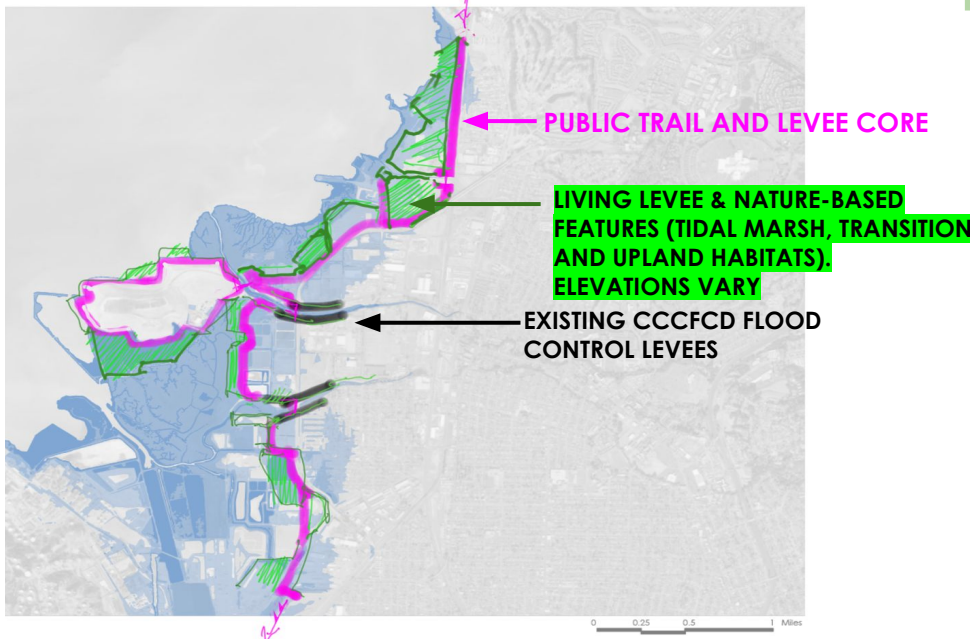 PUBLIC TRAIL AND LEVEE CORE
LIVING LEVEE & NATURE-BASED
FEATURES (TIDAL MARSH, TRANSITION
AND UPLAND HABITATS).
ELEVATIONS VARY
EXISTING CCCFCD FLOOD
CONTROL LEVEES
0 0.25 0.5 1 Miles